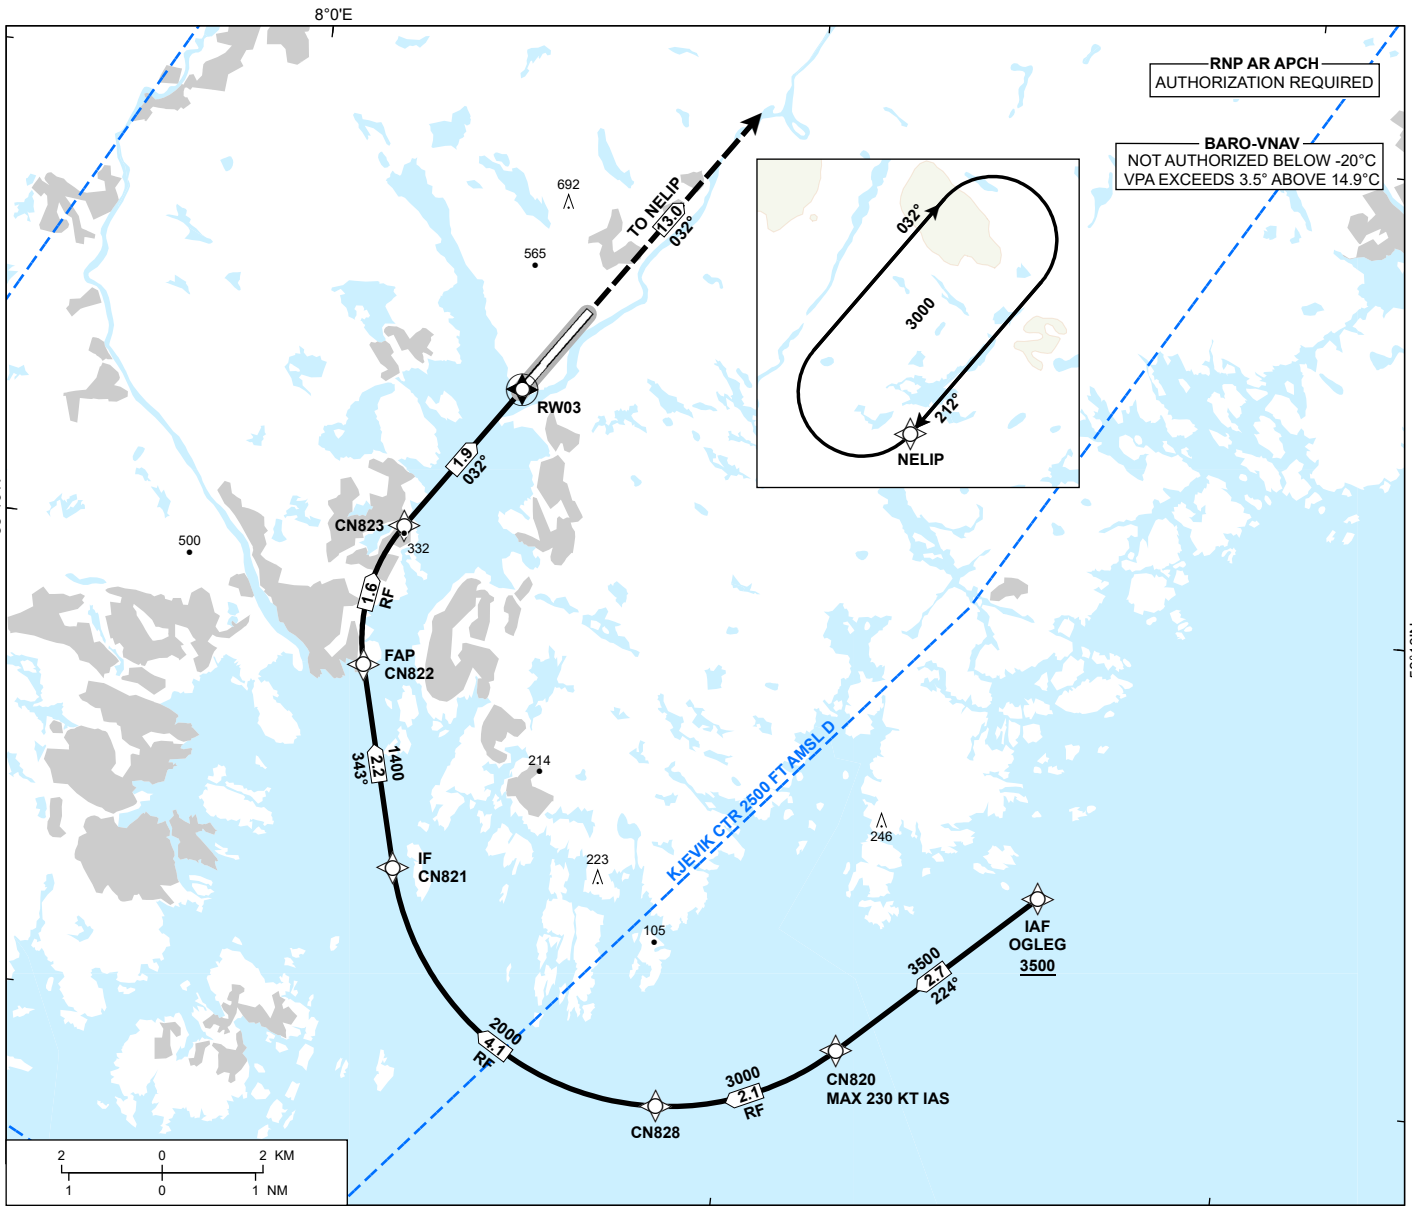 8°0'E
RNP AR APCH
AUTHORIZATION REQUIRED
BARO-VNAV
NOT AUTHORIZED BELOW -20°C
VPA EXCEEDS 3.5° ABOVE 14.9°C
692
565
TO NELIP
13.0
032°
032°
3000
212°
NELIP
RW03
1.9
032°
CN823
332
500
1.6
RF
FAP
CN822
1400
2.2
343°
214
KJEVIK CTR 2500 FT AMSL D
246
223
IF
CN821
105
IAF
OGLEG
3500
3500
2.7
224°
2000
4.1
RF
3000
2.1
RF
CN820
MAX 230 KT IAS
CN828
2 0 2 KM
1 0 1 NM